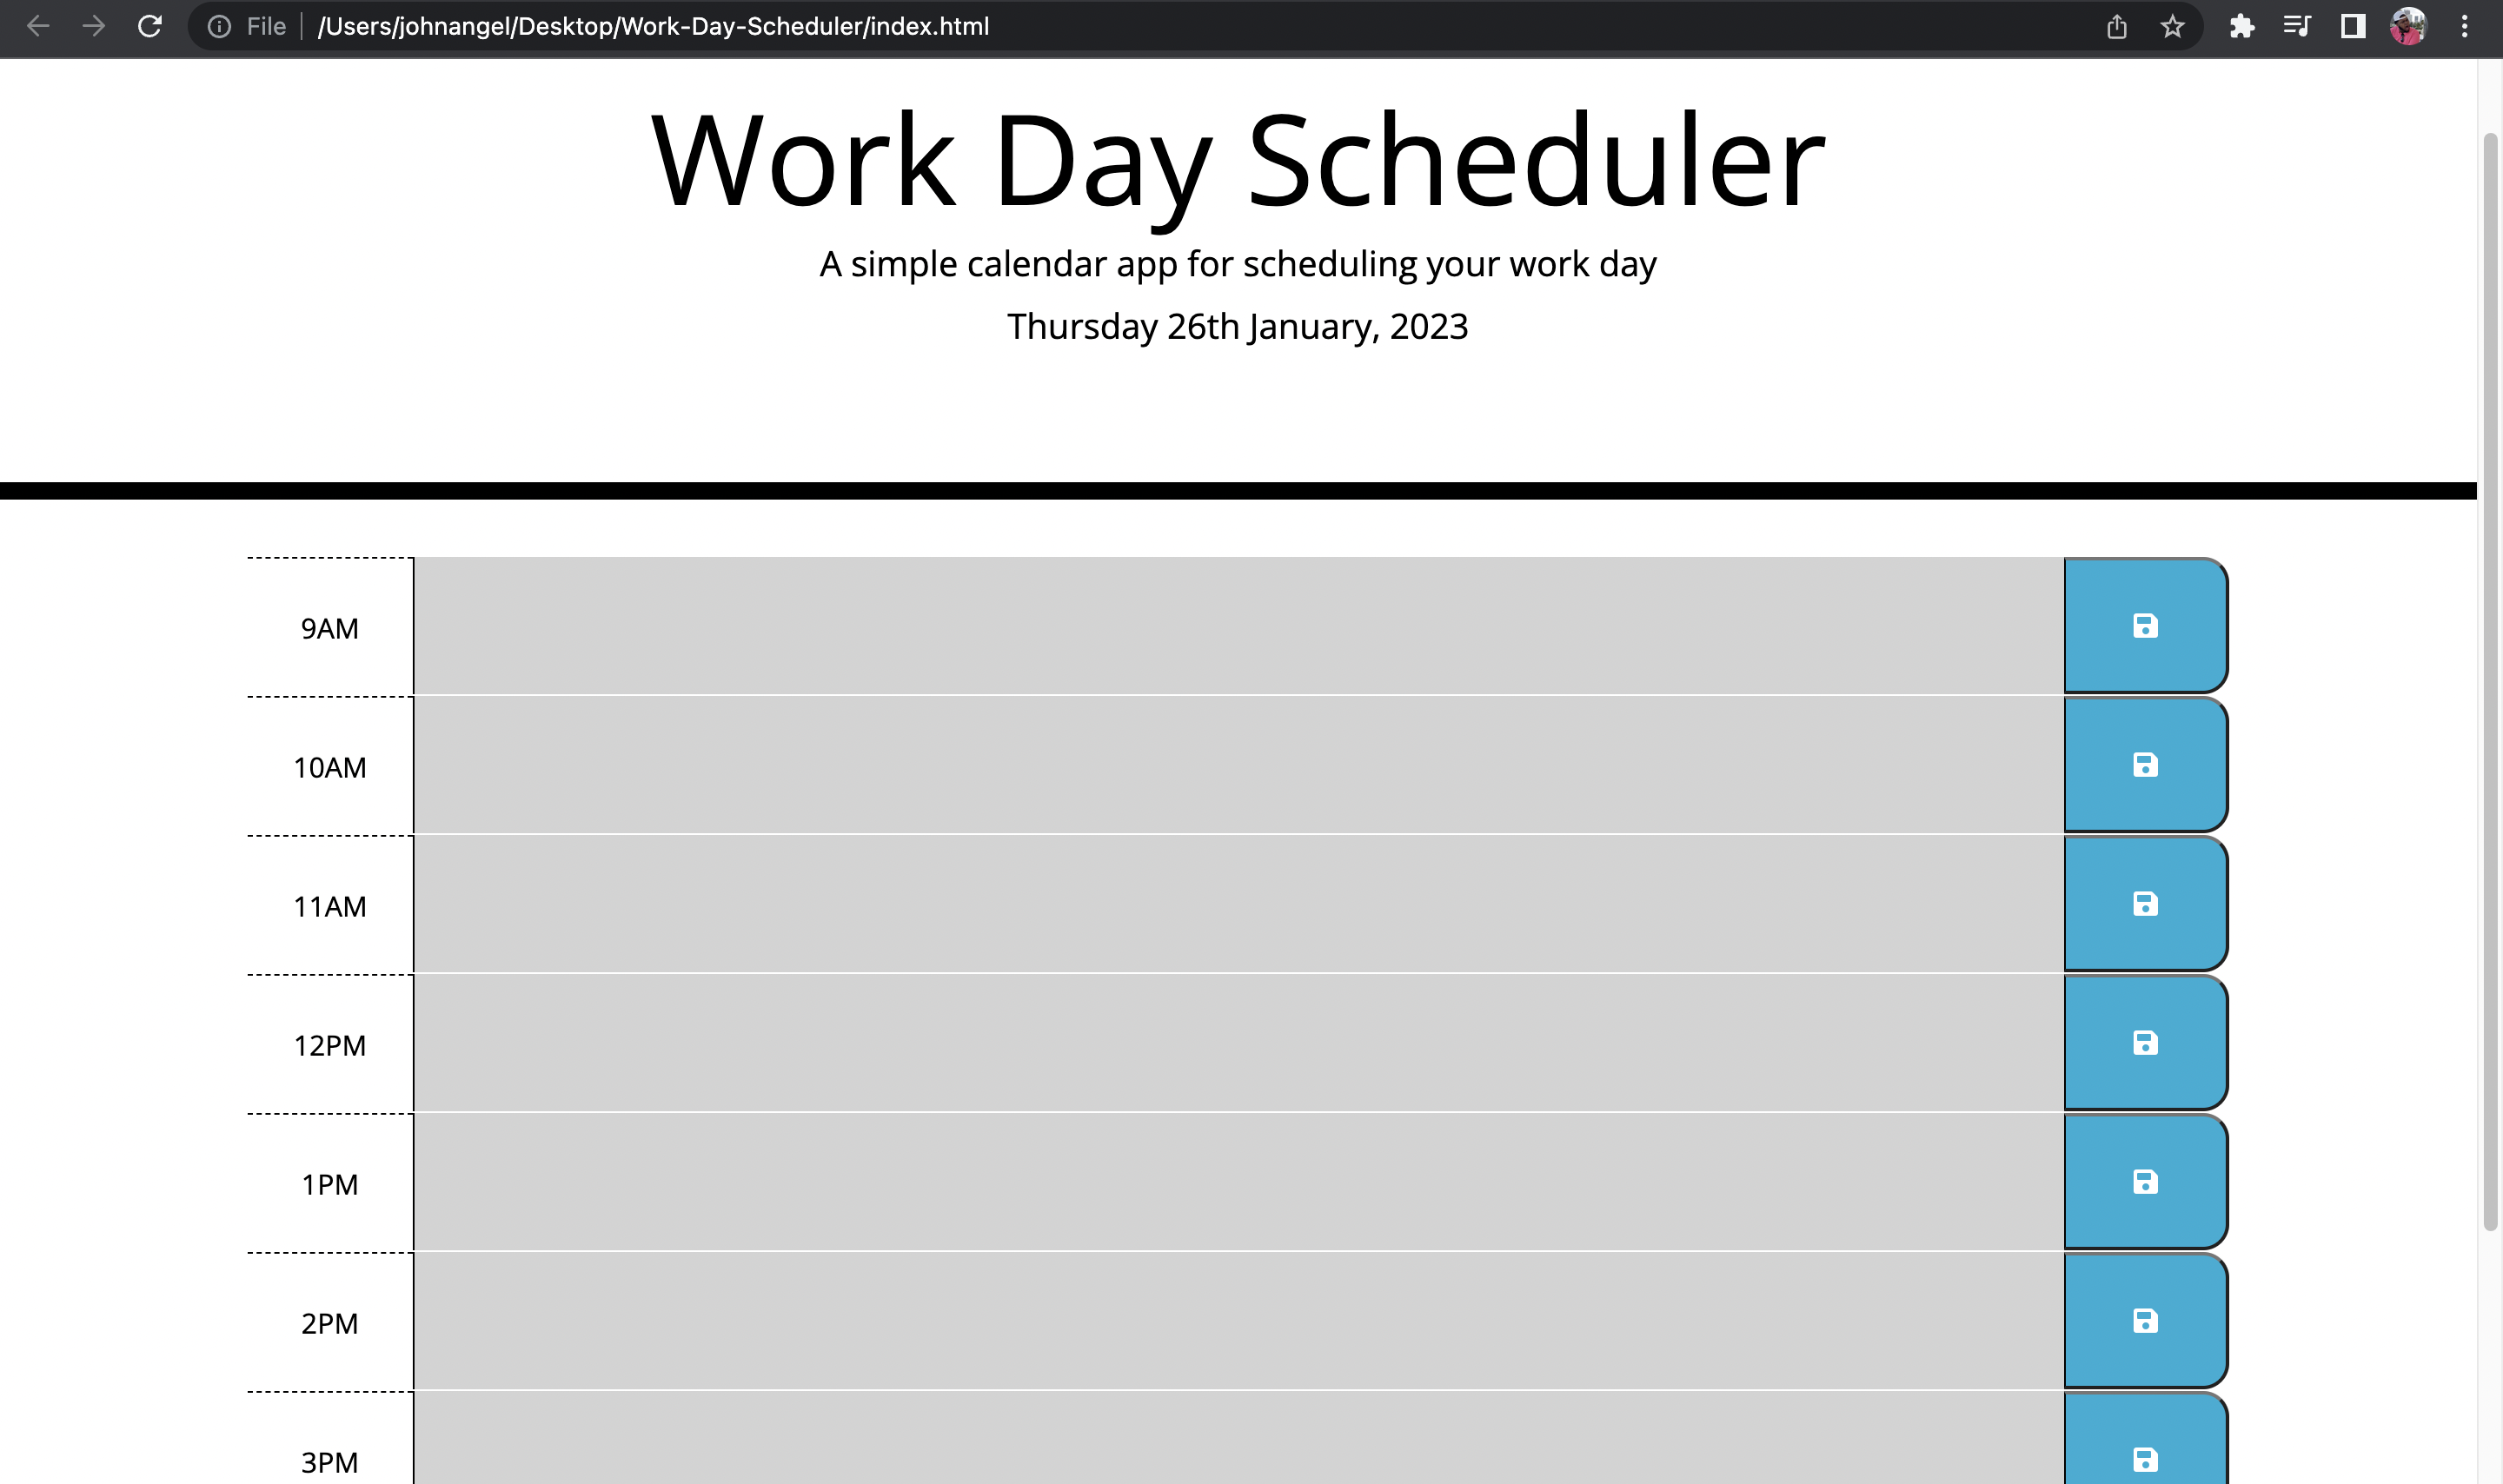 File /Users/johnangel/Desktop/Work-Day-Scheduler/index.html
Work Day Scheduler
A simple calendar app for scheduling your work day
Thursday 26th January, 2023
9AM
10AM
11AM
12PM
1PM
2PM
3PM